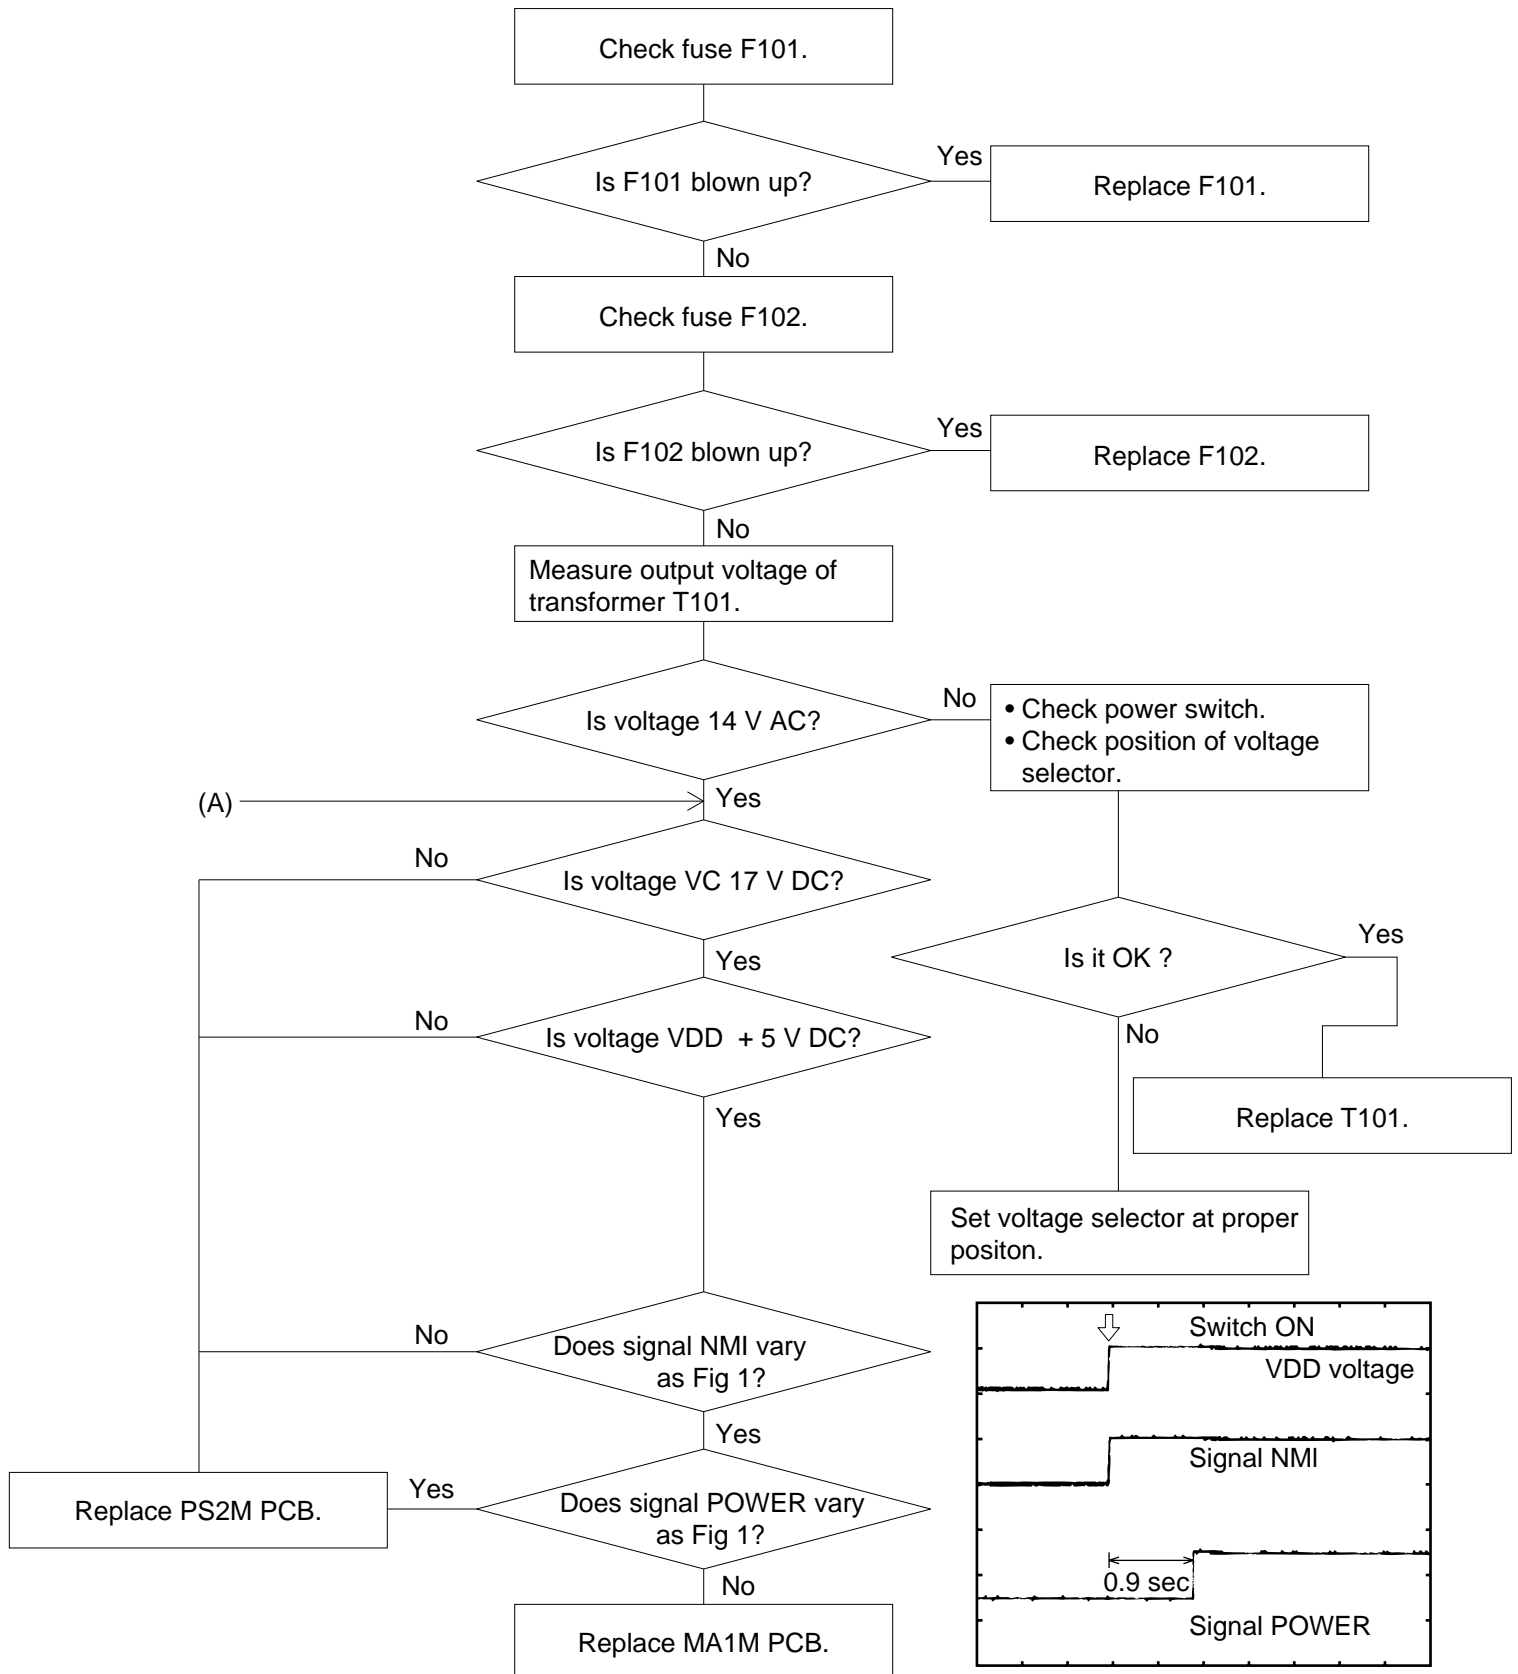 Check fuse F101.
Is F101 blown up?
Yes
Replace F101.
No
Check fuse F102.
Is F102 blown up?
Yes
Replace F102.
No
Measure output voltage of
transformer T101.
Is voltage 14 V AC?
No
• Check power switch.
• Check position of voltage
selector.
(A)
Yes
No
Is voltage VC 17 V DC?
Yes
Is it OK ?
Yes
No
Is voltage VDD + 5 V DC?
No
Yes
Replace T101.
Set voltage selector at proper
positon.
No
Does signal NMI vary
as Fig 1?
Yes
Replace PS2M PCB.
Yes
Does signal POWER vary
as Fig 1?
No
Replace MA1M PCB.
Switch ON
VDD voltage
Signal NMI
0.9 sec
Signal POWER